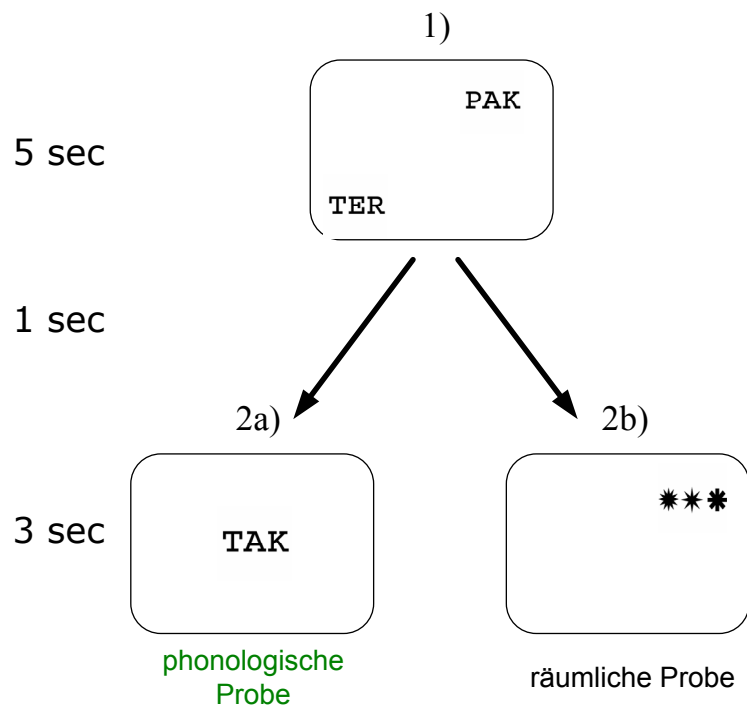 1)
PAK
5 sec
TER
1 sec
2a)
2b)
✹✶✱
3 sec
TAK
phonologische
Probe
räumliche Probe